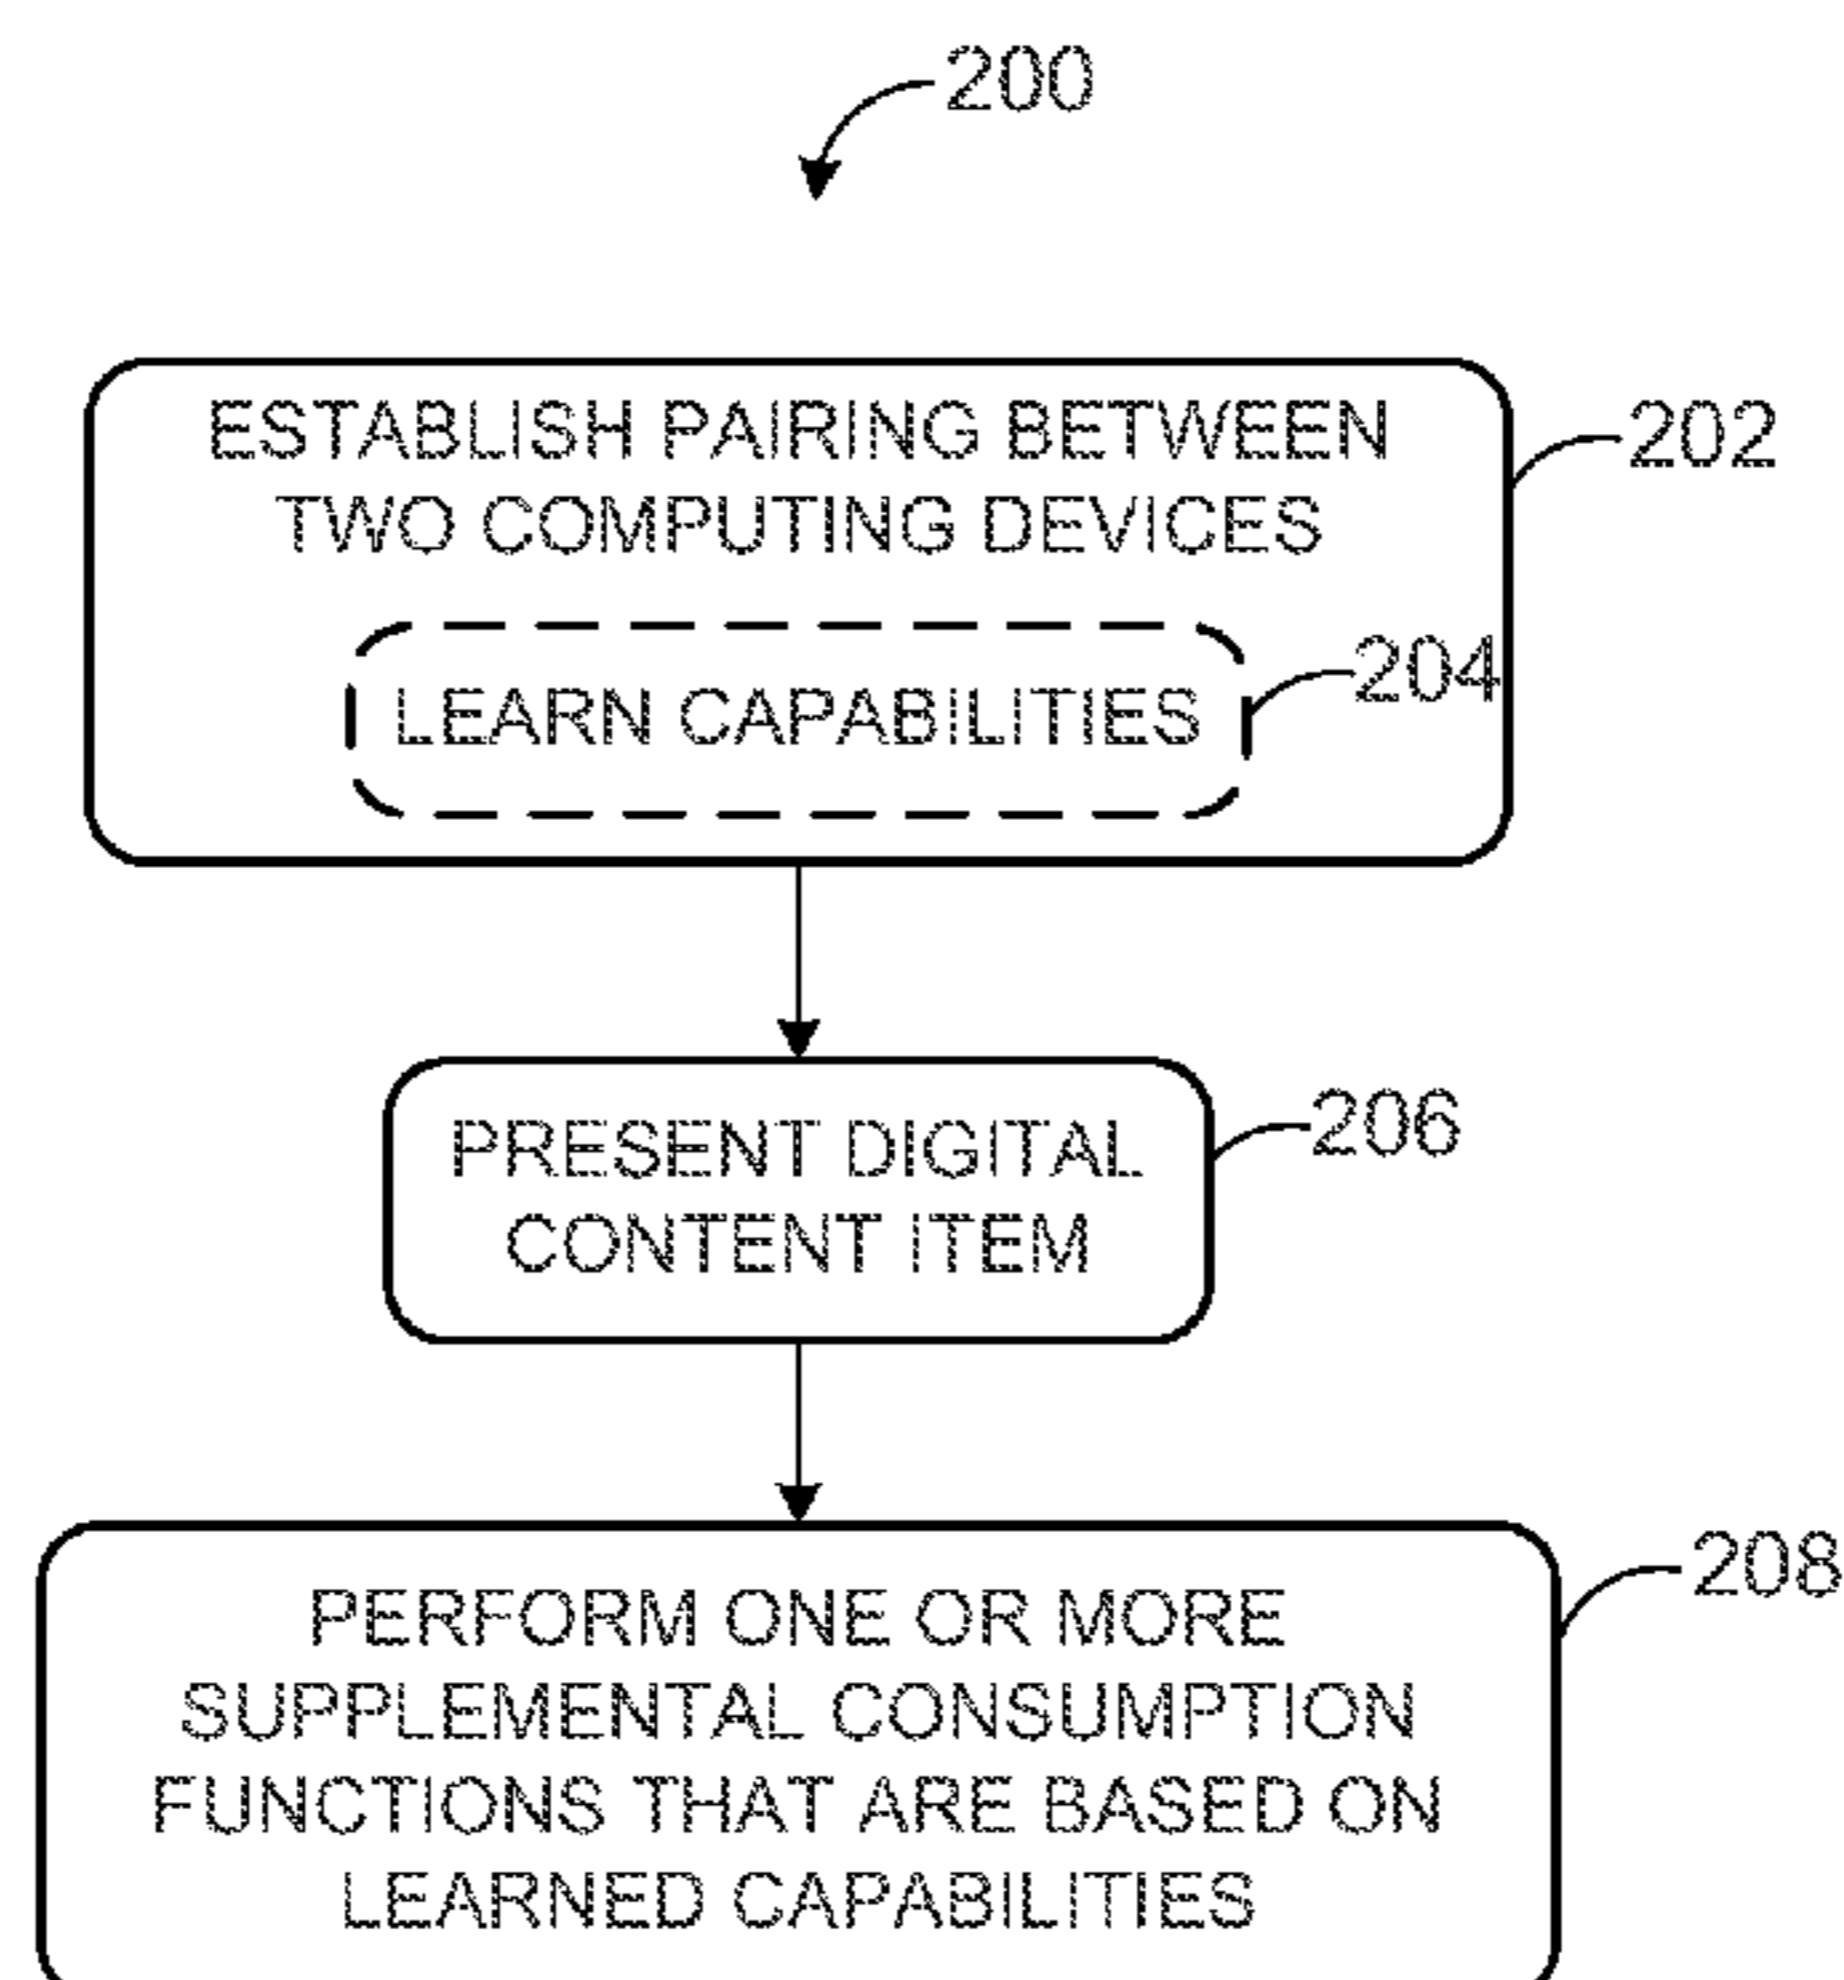 200
ESTABLISH PAIRING BETWEEN
TWO COMPUTING DEVICES
202
LEARN CAPABILITIES
204
PRESENT DIGITAL
CONTENT ITEM
206
PERFORM ONE OR MORE
SUPPLEMENTAL CONSUMPTION
FUNCTIONS THAT ARE BASED ON
LEARNED CAPABILITIES
208